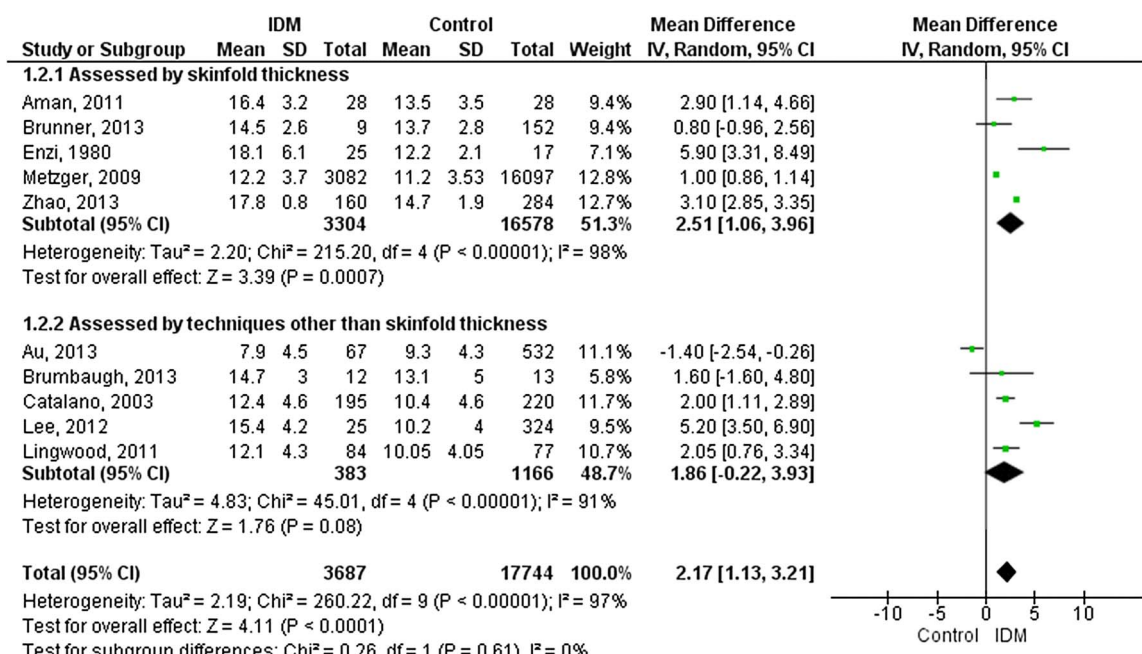 IDM Control Mean Difference Mean Difference
Study or Subgroup Mean SD Total Mean SD Total Weight IV, Random, 95% CI IV, Random, 95% CI
1.2.1 Assessed by skinfold thickness
Aman, 2011 16.4 3.2 28 13.5 3.5 28 9.4% 2.90 [1.14, 4.66]
Brunner, 2013 14.5 2.6 9 13.7 2.8 152 9.4% 0.80 [-0.96, 2.56]
Enzi, 1980 18.1 6.1 25 12.2 2.1 17 7.1% 5.90 [3.31, 8.49]
Metzger, 2009 12.2 3.7 3082 11.2 3.53 16097 12.8% 1.00 [0.86, 1.14]
Zhao, 2013 17.8 0.8 160 14.7 1.9 284 12.7% 3.10 [2.85, 3.35]
Subtotal (95% CI) 3304 16578 51.3% 2.51 [1.06, 3.96]
Heterogeneity: Tau² = 2.20; Chi² = 215.20, df = 4 (P < 0.00001); I² = 98%
Test for overall effect: Z = 3.39 (P = 0.0007)
1.2.2 Assessed by techniques other than skinfold thickness
Au, 2013 7.9 4.5 67 9.3 4.3 532 11.1% -1.40 [-2.54, -0.26]
Brumbaugh, 2013 14.7 3 12 13.1 5 13 5.8% 1.60 [-1.60, 4.80]
Catalano, 2003 12.4 4.6 195 10.4 4.6 220 11.7% 2.00 [1.11, 2.89]
Lee, 2012 15.4 4.2 25 10.2 4 324 9.5% 5.20 [3.50, 6.90]
Lingwood, 2011 12.1 4.3 84 10.05 4.05 77 10.7% 2.05 [0.76, 3.34]
Subtotal (95% CI) 383 1166 48.7% 1.86 [-0.22, 3.93]
Heterogeneity: Tau² = 4.83; Chi² = 45.01, df = 4 (P < 0.00001); I² = 91%
Test for overall effect: Z = 1.76 (P = 0.08)
Total (95% CI) 3687 17744 100.0% 2.17 [1.13, 3.21]
Heterogeneity: Tau² = 2.19; Chi² = 260.22, df = 9 (P < 0.00001); I² = 97%
Test for overall effect: Z = 4.11 (P < 0.0001)
Test for subgroup differences: Chi² = 0.26, df = 1 (P = 0.61), I² = 0%
-10 -5 0 5 10
Control IDM